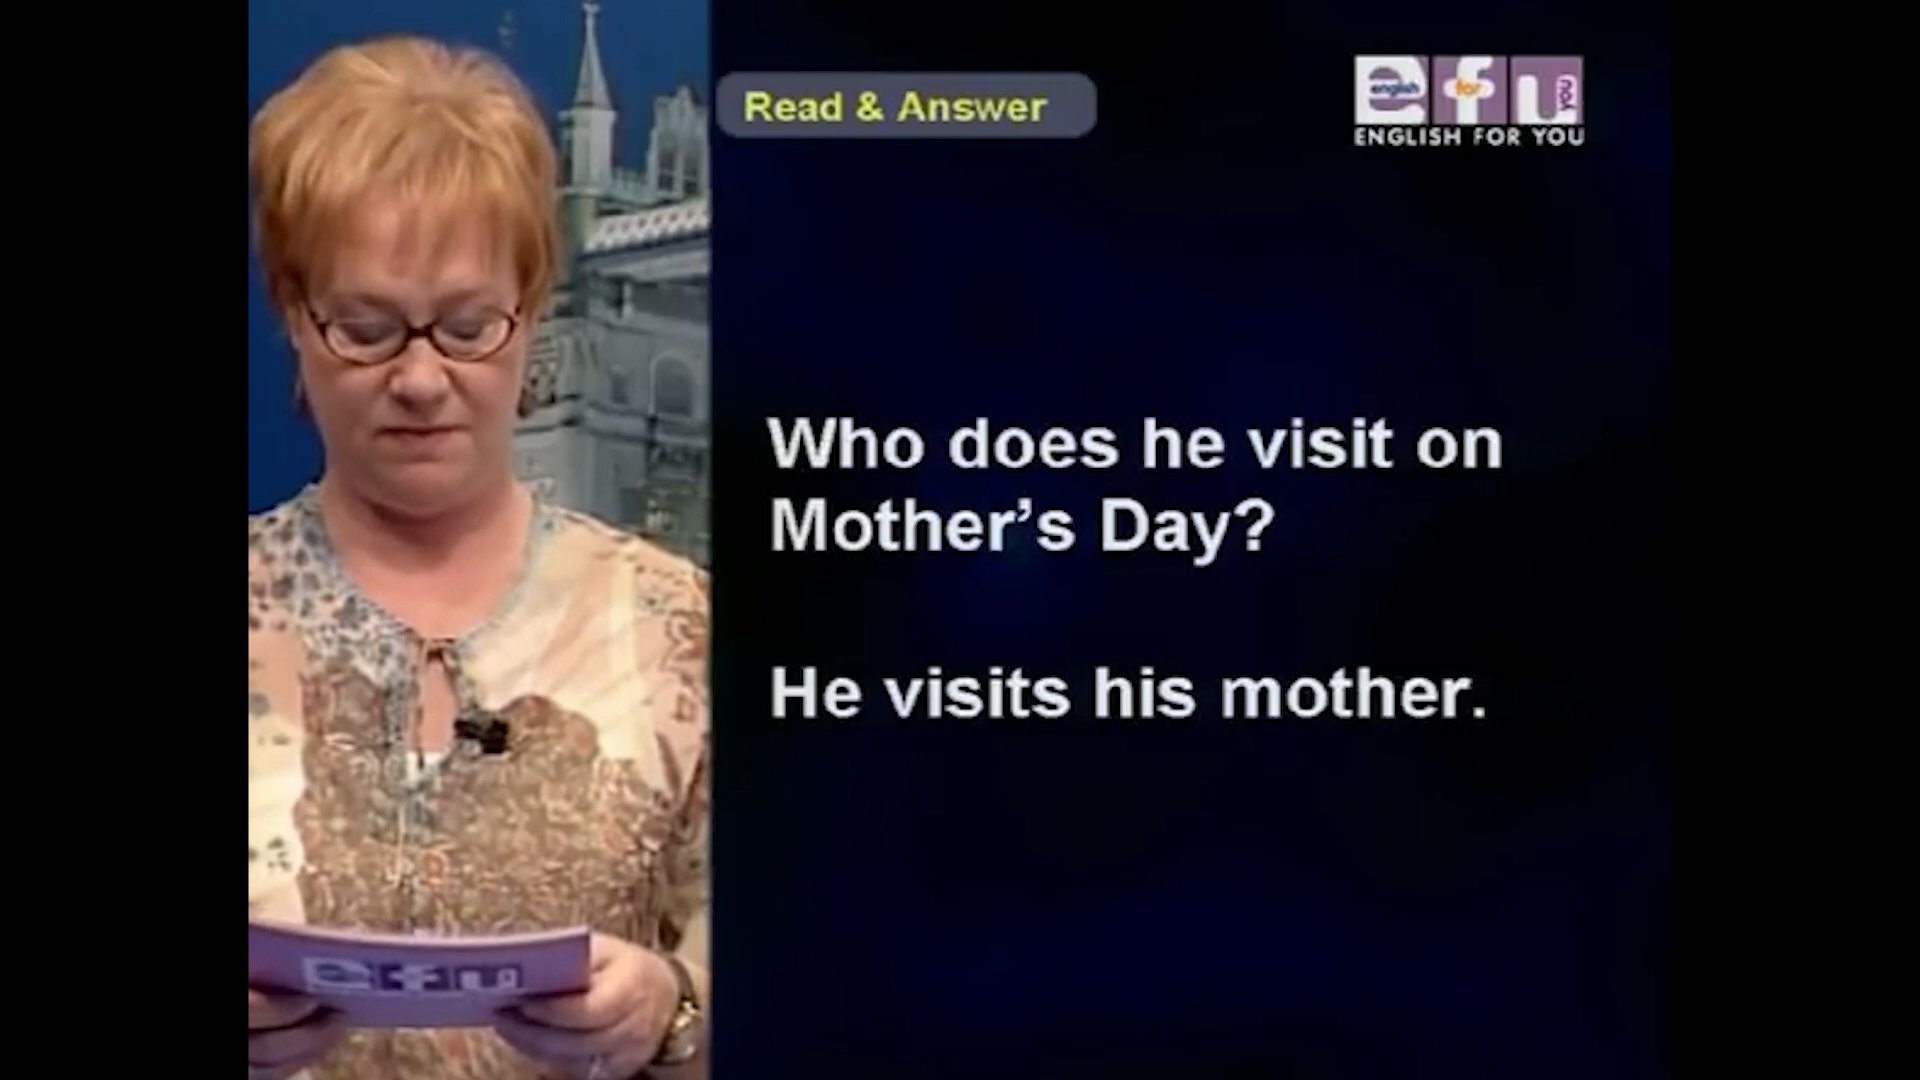 Read & Answer
english for you
ENGLISH FOR YOU
Who does he visit on
Mother’s Day?
He visits his mother.
efu